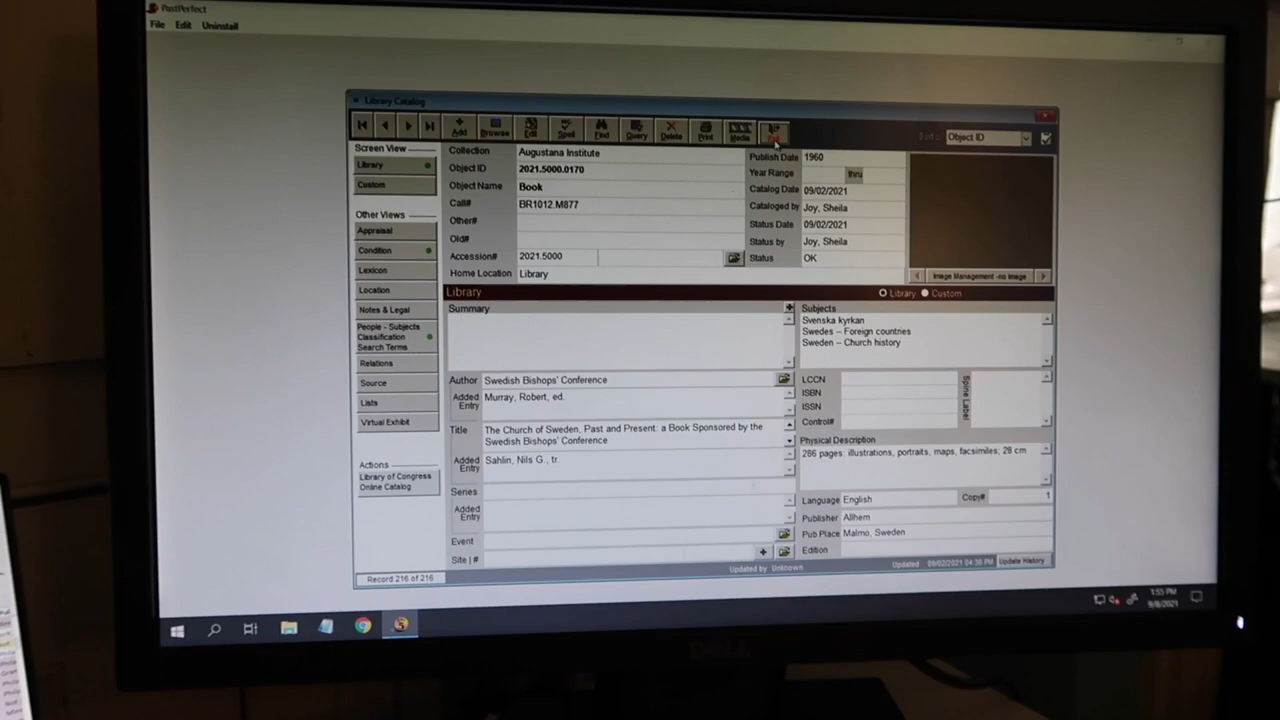 PastPerfect
File Edit Uninstall
Library Catalog
Add Browse Edit Spell Find Query Delete Print Media Exit
Object ID
Screen View
Library
Custom
Other Views
Appraisal
Condition
Lexicon
Location
Notes & Legal
People - Subjects
Classification
Search Terms
Relations
Source
Lists
Virtual Exhibit
Actions
Library of Congress
Online Catalog
Record 216 of 216
Collection Augustana Institute
Object ID 2021.5000.0170
Object Name Book
Call# BR1012.M877
Other#
Old#
Accession# 2021.5000
Home Location Library
Publish Date 1960
Year Range thru
Catalog Date 09/02/2021
Cataloged by Joy, Sheila
Status Date 09/02/2021
Status by Joy, Sheila
Status OK
Image Management -no image
Library
Library Custom
Summary
Subjects
Svenska kyrkan
Swedes -- Foreign countries
Sweden -- Church history
Author Swedish Bishops' Conference
Added Entry Murray, Robert, ed.
Title The Church of Sweden, Past and Present: a Book Sponsored by the
Swedish Bishops' Conference
Added Entry Sahlin, Nils G., tr.
Series
Added Entry
Event
Site | #
LCCN
ISBN
ISSN
Control#
Spine Label
Physical Description
286 pages: illustrations, portraits, maps, facsimiles, 28 cm
Language English Copy# 1
Publisher Allhem
Pub Place Malmo, Sweden
Edition
Updated by Unknown Updated 09/02/2021 04:36 PM Update History
1:55 PM
9/8/2021
DELL